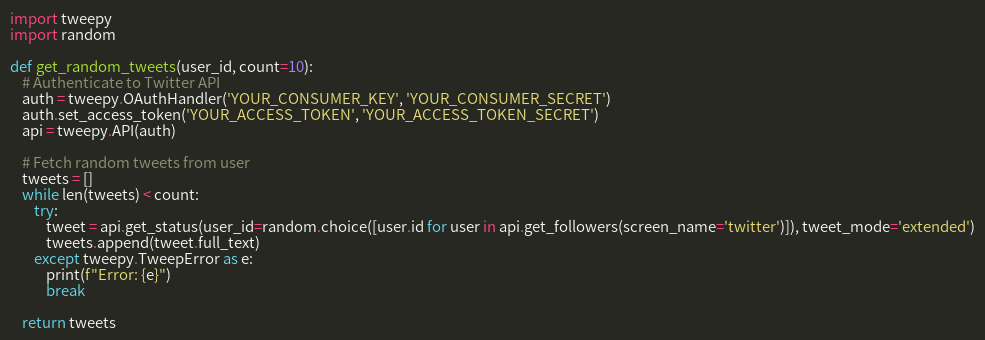 import tweepy
import random

def get_random_tweets(user_id, count=10):
    # Authenticate to Twitter API
    auth = tweepy.OAuthHandler('YOUR_CONSUMER_KEY', 'YOUR_CONSUMER_SECRET')
    auth.set_access_token('YOUR_ACCESS_TOKEN', 'YOUR_ACCESS_TOKEN_SECRET')
    api = tweepy.API(auth)

    # Fetch random tweets from user
    tweets = []
    while len(tweets) < count:
        try:
            tweet = api.get_status(user_id=random.choice([user.id for user in api.get_followers(screen_name='twitter')]), tweet_mode='extended')
            tweets.append(tweet.full_text)
        except tweepy.TweepError as e:
            print(f"Error: {e}")
            break

    return tweets